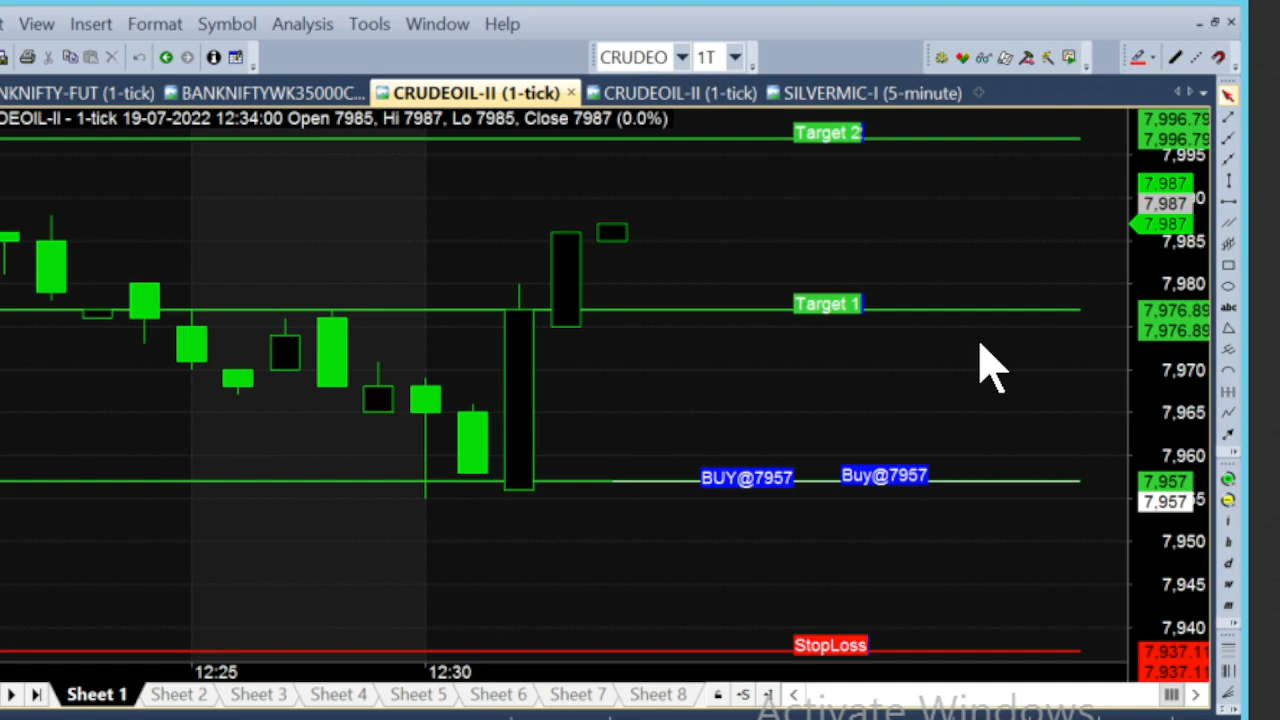 View Insert Format Symbol Analysis Tools Window Help
CRUDEO 1T
NKNIFTY-FUT (1-tick) BANKNIFTYWK35000C... CRUDEOIL-II (1-tick) × CRUDEOIL-II (1-tick) SILVERMIC-I (5-minute)
DEOIL-II - 1-tick 19-07-2022 12:34:00 Open 7985, Hi 7987, Lo 7985, Close 7987 (0.0%)
7,996.79
Target 2
7,996.79
7,995
7,987
7,987
7,987
7,985
7,980
Target 1
7,976.89
7,976.89
7,970
7,965
7,960
BUY@7957 Buy@7957
7,957
7,957
7,950
7,945
7,940
StopLoss
7,937.11
7,937.11
12:25 12:30
Sheet 1 Sheet 2 Sheet 3 Sheet 4 Sheet 5 Sheet 6 Sheet 7 Sheet 8
Activate Windows
abc
i
h
d
w
m